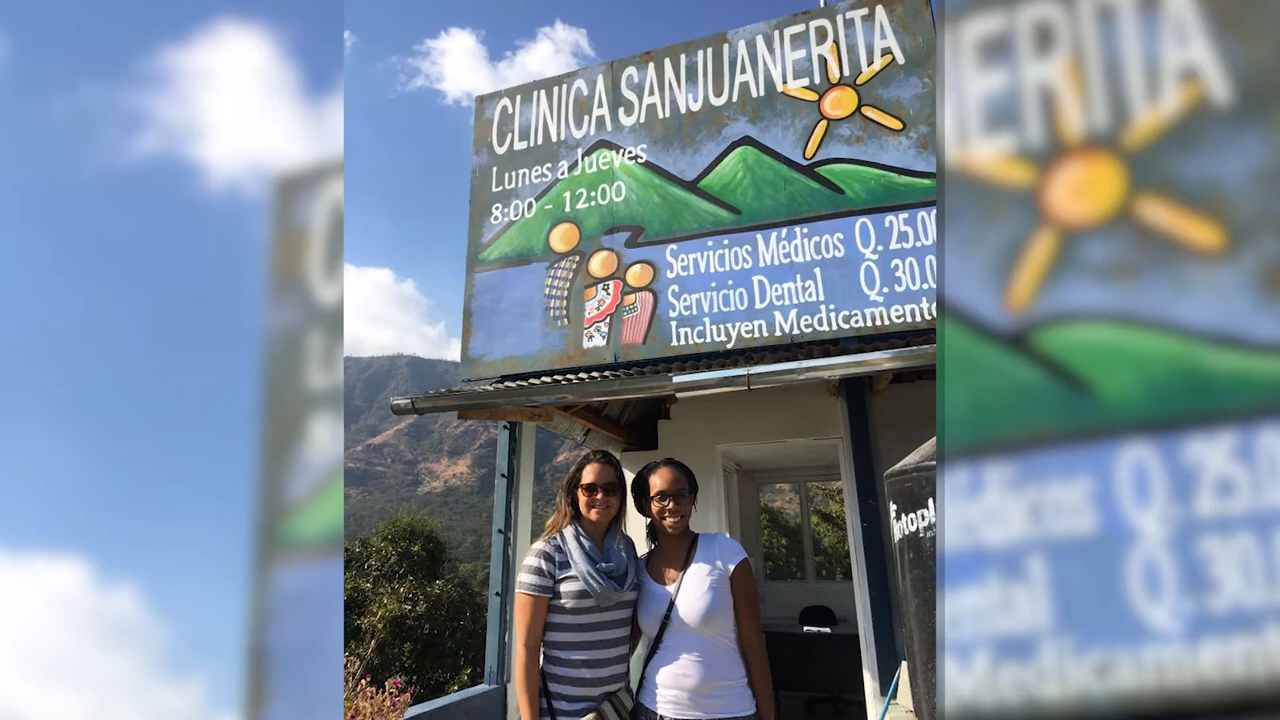 CLINICA SANJUANERITA
Lunes a Jueves
8:00 - 12:00
Servicios Médicos Q. 25.00
Servicio Dental Q. 30.0
Incluyen Medicamento